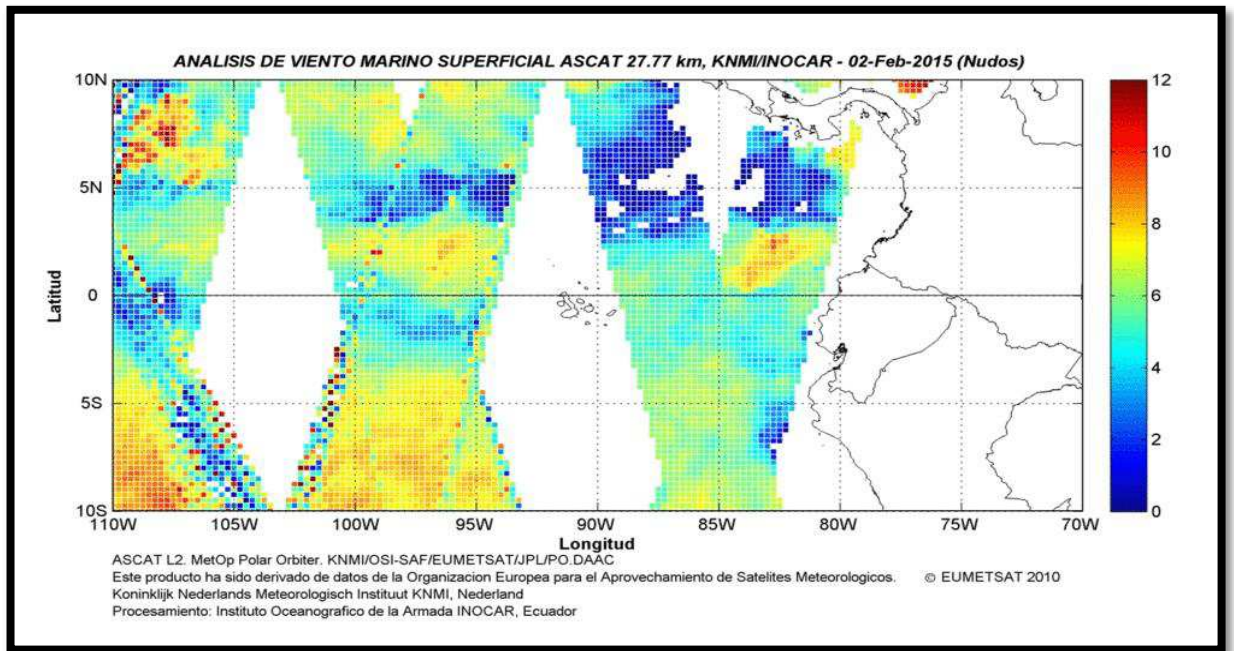 ANALISIS DE VIENTO MARINO SUPERFICIAL ASCAT 27.77 km, KNMI/INOCAR - 02-Feb-2015 (Nudos)
10N
5N
0
5S
10S
Latitud
110W 105W 100W 95W 90W 85W 80W 75W 70W
Longitud
12
10
8
6
4
2
0
ASCAT L2. MetOp Polar Orbiter. KNMI/OSI-SAF/EUMETSAT/JPL/PO.DAAC
Este producto ha sido derivado de datos de la Organizacion Europea para el Aprovechamiento de Satelites Meteorologicos. © EUMETSAT 2010
Koninklijk Nederlands Meteorologisch Instituut KNMI, Nederland
Procesamiento: Instituto Oceanografico de la Armada INOCAR, Ecuador